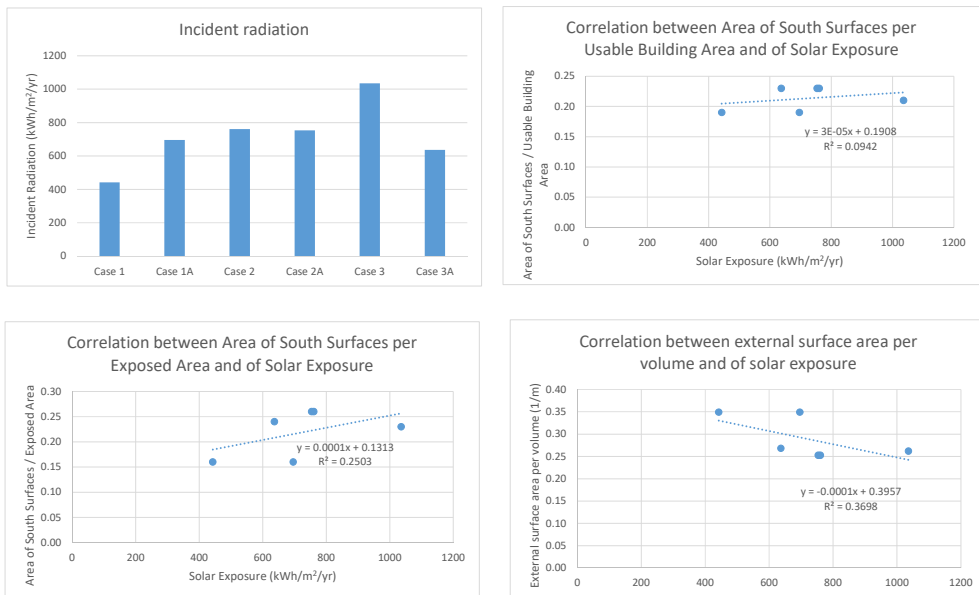 Incident radiation
Incident Radiation (kWh/m²/yr)
1200
1000
800
600
400
200
0
Case 1 Case 1A Case 2 Case 2A Case 3 Case 3A
Correlation between Area of South Surfaces per
Usable Building Area and of Solar Exposure
Area of South Surfaces / Usable Building
Area
0.25
0.20
0.15
0.10
0.05
0.00
y = 3E-05x + 0.1908
R² = 0.0942
0 200 400 600 800 1000 1200
Solar Exposure (kWh/m²/yr)
Correlation between Area of South Surfaces per
Exposed Area and of Solar Exposure
Area of South Surfaces / Exposed Area
0.30
0.25
0.20
0.15
0.10
0.05
0.00
y = 0.0001x + 0.1313
R² = 0.2503
0 200 400 600 800 1000 1200
Solar Exposure (kWh/m²/yr)
Correlation between external surface area per
volume and of solar exposure
External surface area per volume (1/m)
0.40
0.35
0.30
0.25
0.20
0.15
0.10
0.05
0.00
y = -0.0001x + 0.3957
R² = 0.3698
0 200 400 600 800 1000 1200